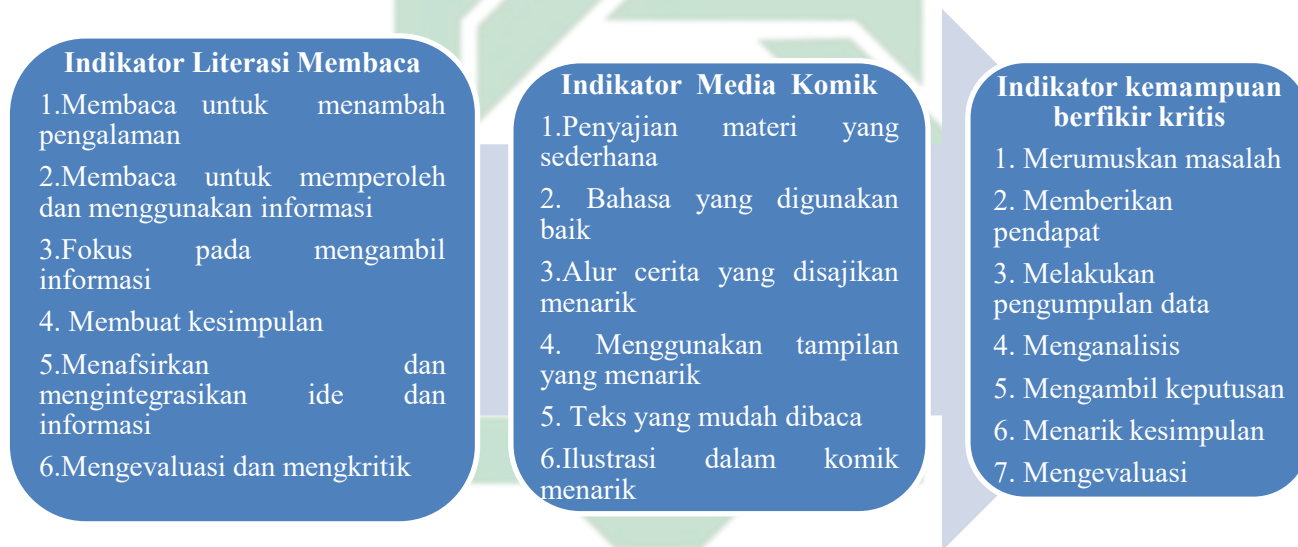 Indikator Literasi Membaca
1.Membaca untuk menambah
pengalaman
2.Membaca untuk memperoleh
dan menggunakan informasi
3.Fokus pada mengambil
informasi
4. Membuat kesimpulan
5.Menafsirkan dan
mengintegrasikan ide dan
informasi
6.Mengevaluasi dan mengkritik
Indikator Media Komik
1.Penyajian materi yang
sederhana
2. Bahasa yang digunakan
baik
3.Alur cerita yang disajikan
menarik
4. Menggunakan tampilan
yang menarik
5. Teks yang mudah dibaca
6.Ilustrasi dalam komik
menarik
Indikator kemampuan
berfikir kritis
1. Merumuskan masalah
2. Memberikan
pendapat
3. Melakukan
pengumpulan data
4. Menganalisis
5. Mengambil keputusan
6. Menarik kesimpulan
7. Mengevaluasi